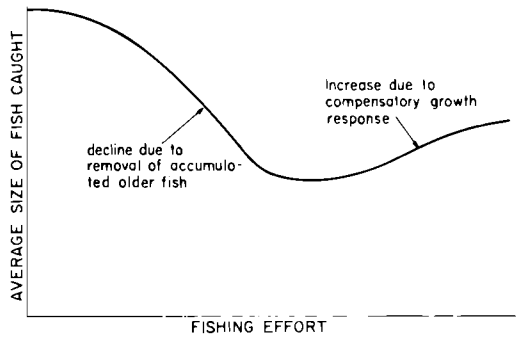 AVERAGE SIZE OF FISH CAUGHT
decline due to
removal of accumula-
ted older fish
Increase due to
compensatory growth
response
FISHING EFFORT